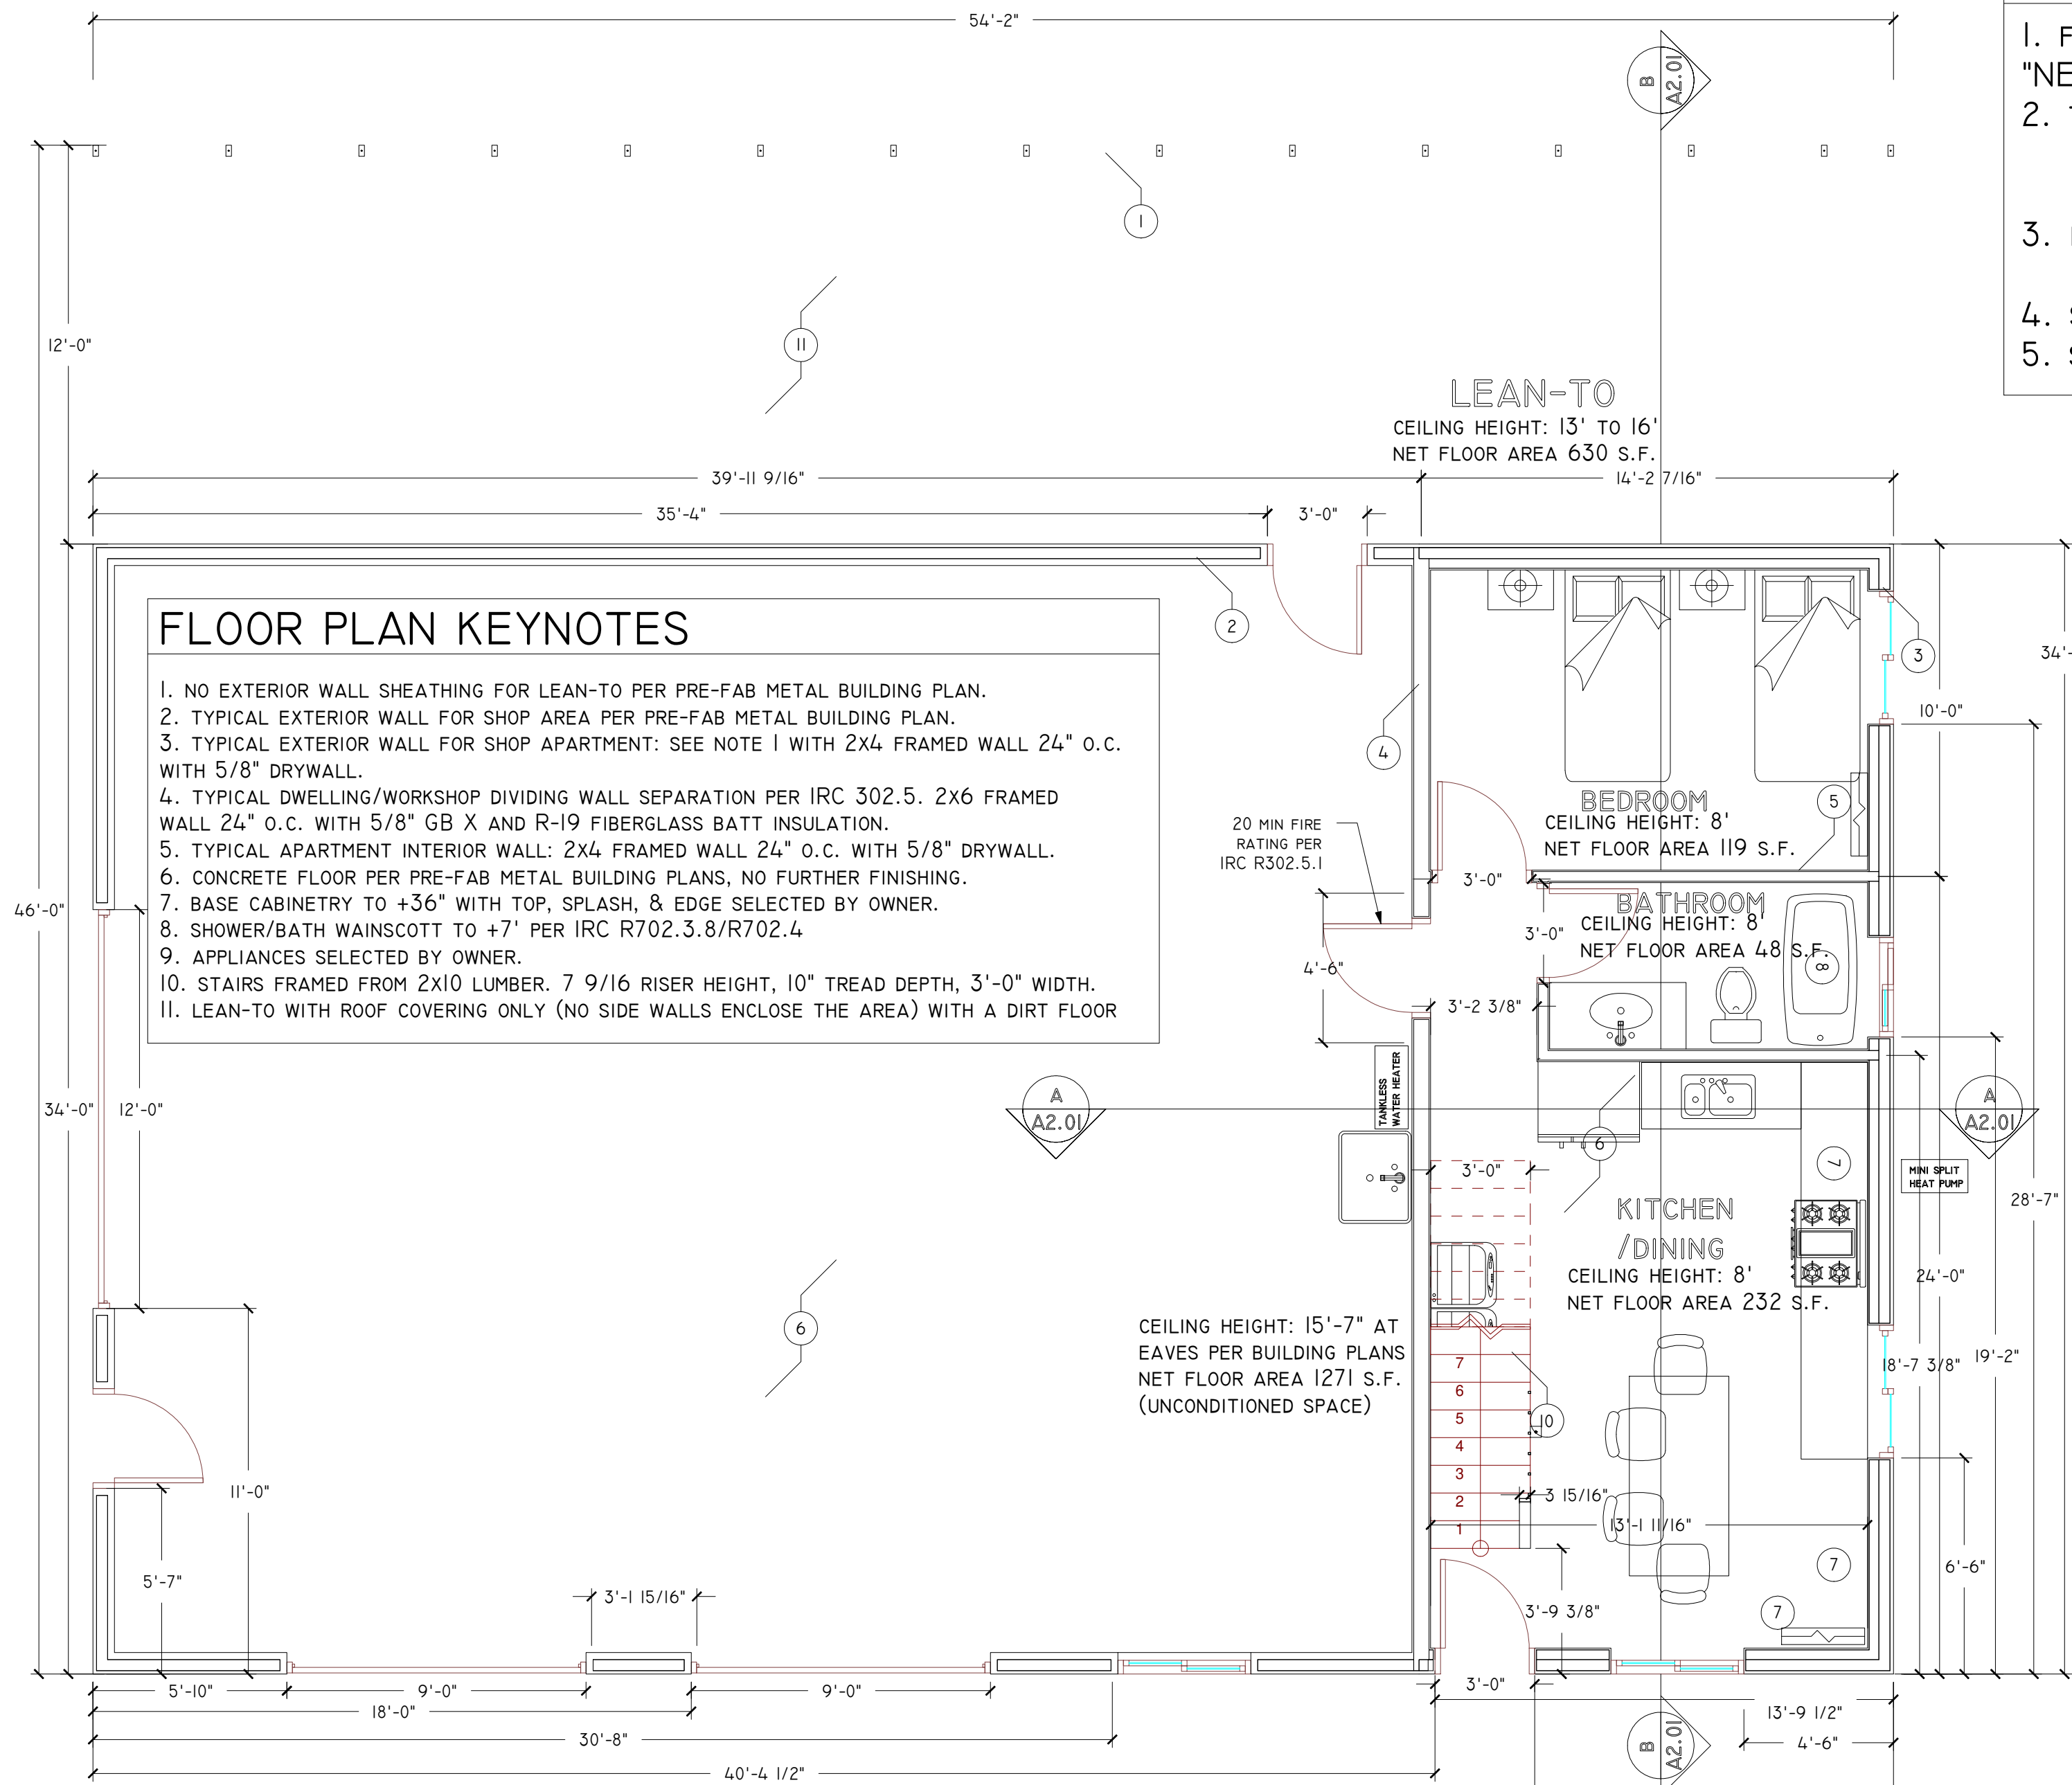 54'-2"
B
A2.01
1. F
"NE
2.
3.
4. S
5. S
1
12'-0"
11
LEAN-TO
CEILING HEIGHT: 13' TO 16'
NET FLOOR AREA 630 S.F.
39'-11 9/16"
14'-2 7/16"
35'-4"
3'-0"
FLOOR PLAN KEYNOTES
1. NO EXTERIOR WALL SHEATHING FOR LEAN-TO PER PRE-FAB METAL BUILDING PLAN.
2. TYPICAL EXTERIOR WALL FOR SHOP AREA PER PRE-FAB METAL BUILDING PLAN.
3. TYPICAL EXTERIOR WALL FOR SHOP APARTMENT: SEE NOTE 1 WITH 2X4 FRAMED WALL 24" O.C.
WITH 5/8" DRYWALL.
4. TYPICAL DWELLING/WORKSHOP DIVIDING WALL SEPARATION PER IRC 302.5. 2X6 FRAMED
WALL 24" O.C. WITH 5/8" GB X AND R-19 FIBERGLASS BATT INSULATION.
5. TYPICAL APARTMENT INTERIOR WALL: 2X4 FRAMED WALL 24" O.C. WITH 5/8" DRYWALL.
6. CONCRETE FLOOR PER PRE-FAB METAL BUILDING PLANS, NO FURTHER FINISHING.
7. BASE CABINETRY TO +36" WITH TOP, SPLASH, & EDGE SELECTED BY OWNER.
8. SHOWER/BATH WAINSCOTT TO +7' PER IRC R702.3.8/R702.4
9. APPLIANCES SELECTED BY OWNER.
10. STAIRS FRAMED FROM 2X10 LUMBER. 7 9/16 RISER HEIGHT, 10" TREAD DEPTH, 3'-0" WIDTH.
11. LEAN-TO WITH ROOF COVERING ONLY (NO SIDE WALLS ENCLOSE THE AREA) WITH A DIRT FLOOR
2
3
34'-
10'-0"
4
5
BEDROOM
CEILING HEIGHT: 8'
NET FLOOR AREA 119 S.F.
20 MIN FIRE
RATING PER
IRC R302.5.1
3'-0"
46'-0"
BATHROOM
CEILING HEIGHT: 8'
NET FLOOR AREA 48 S.F.
3'-0"
4'-6"
8
3'-2 3/8"
TANKLESS
WATER HEATER
34'-0"
12'-0"
A
A2.01
A
A2.01
6
7
3'-0"
MINI SPLIT
HEAT PUMP
28'-7"
KITCHEN
/DINING
CEILING HEIGHT: 8'
NET FLOOR AREA 232 S.F.
24'-0"
6
CEILING HEIGHT: 15'-7" AT
EAVES PER BUILDING PLANS
NET FLOOR AREA 1271 S.F.
(UNCONDITIONED SPACE)
18'-7 3/8"
19'-2"
7
6
5
4
3
2
1
10
11'-0"
3 15/16"
13'-1 11/16"
7
6'-6"
5'-7"
3'-1 15/16"
3'-9 3/8"
7
5'-10"
9'-0"
9'-0"
3'-0"
18'-0"
13'-9 1/2"
30'-8"
B
A2.01
4'-6"
40'-4 1/2"